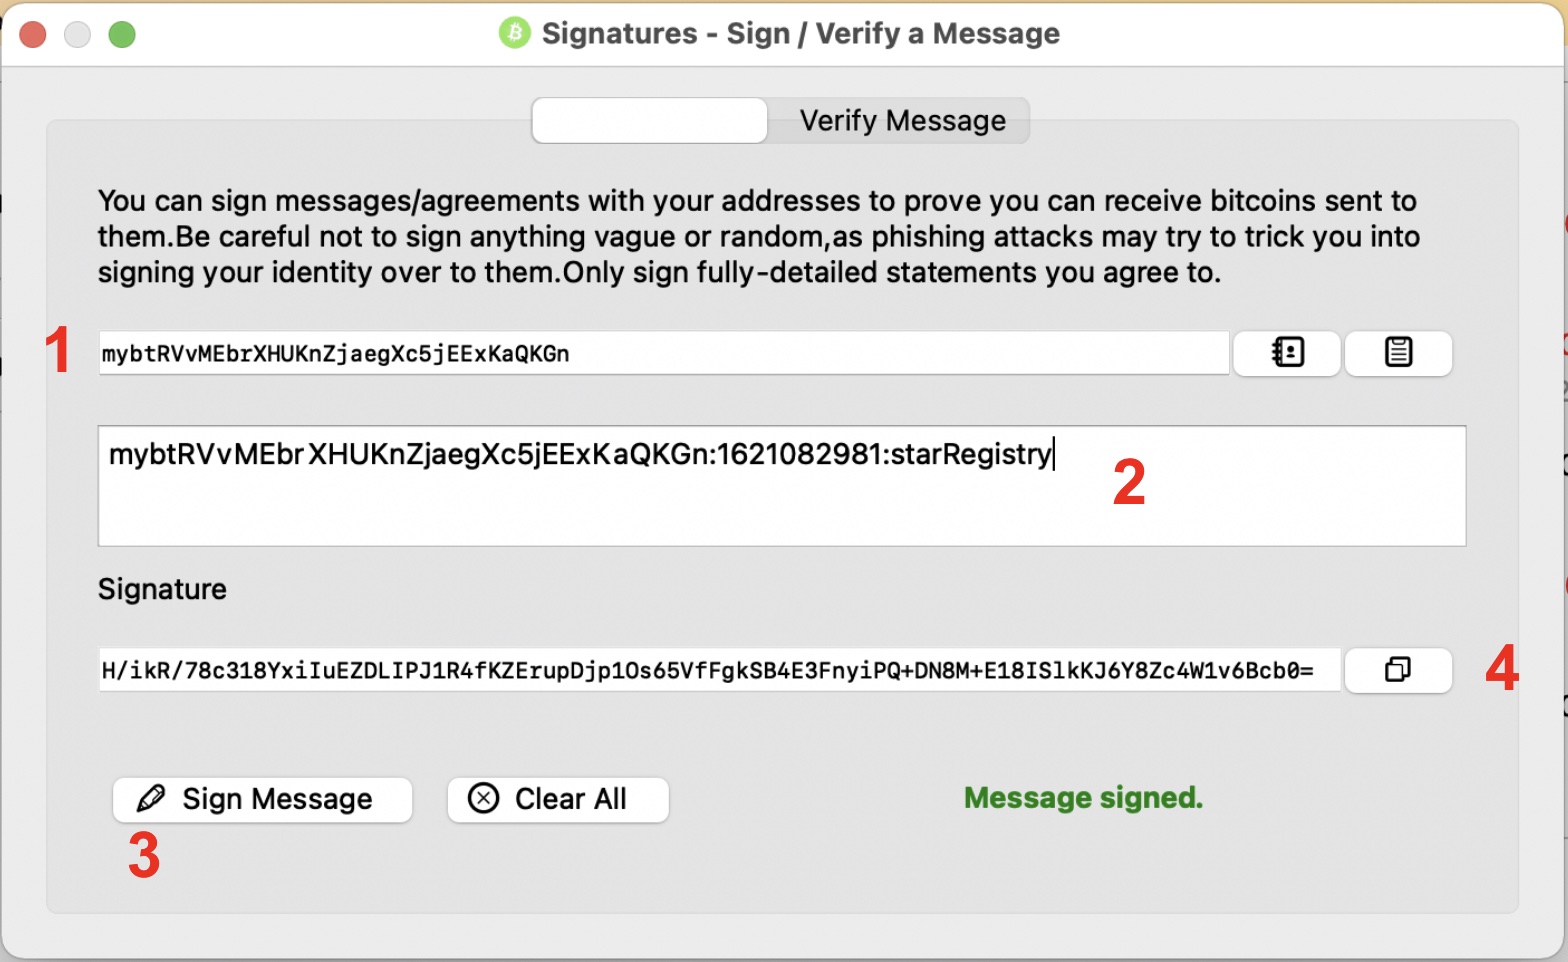 Signatures - Sign / Verify a Message
Verify Message
You can sign messages/agreements with your addresses to prove you can receive bitcoins sent to
them.Be careful not to sign anything vague or random,as phishing attacks may try to trick you into
signing your identity over to them.Only sign fully-detailed statements you agree to.
1
mybtRVvMEbrXHUKnZjaegXc5jEExKaQKGn
mybtRVvMEbrXHUKnZjaegXc5jEExKaQKGn:1621082981:starRegistry
2
Signature
H/ikR/78c318YxiIuEZDLIPJ1R4fKZErupDjp1Os65VfFgkSB4E3FnyiPQ+DN8M+E18ISlkKJ6Y8Zc4W1v6Bcb0=
4
Sign Message
Clear All
Message signed.
3